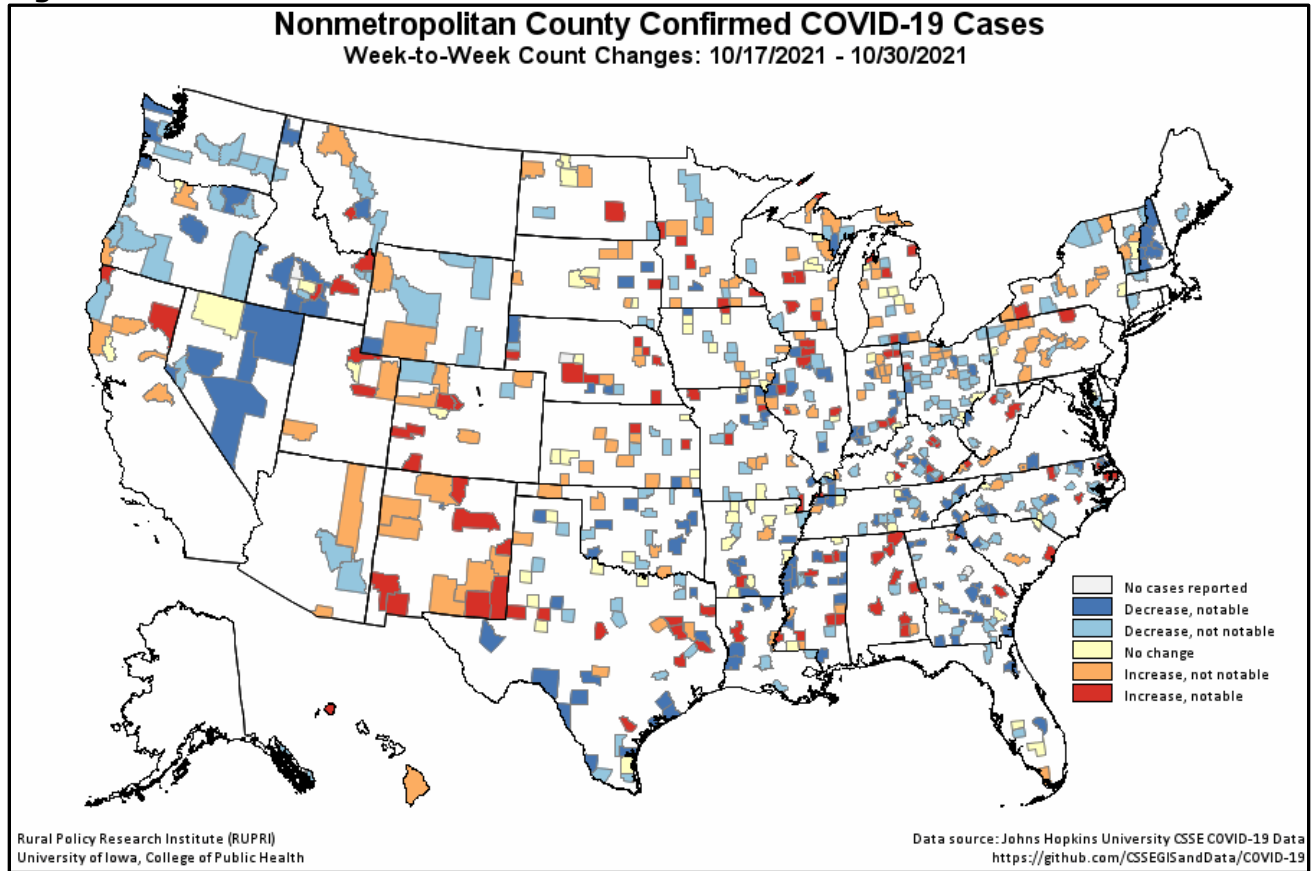 Nonmetropolitan County Confirmed COVID-19 Cases
Week-to-Week Count Changes: 10/17/2021 - 10/30/2021
No cases reported
Decrease, notable
Decrease, not notable
No change
Increase, not notable
Increase, notable
Rural Policy Research Institute (RUPRI)
University of Iowa, College of Public Health
Data source: Johns Hopkins University CSSE COVID-19 Data
https://github.com/CSSEGISandData/COVID-19